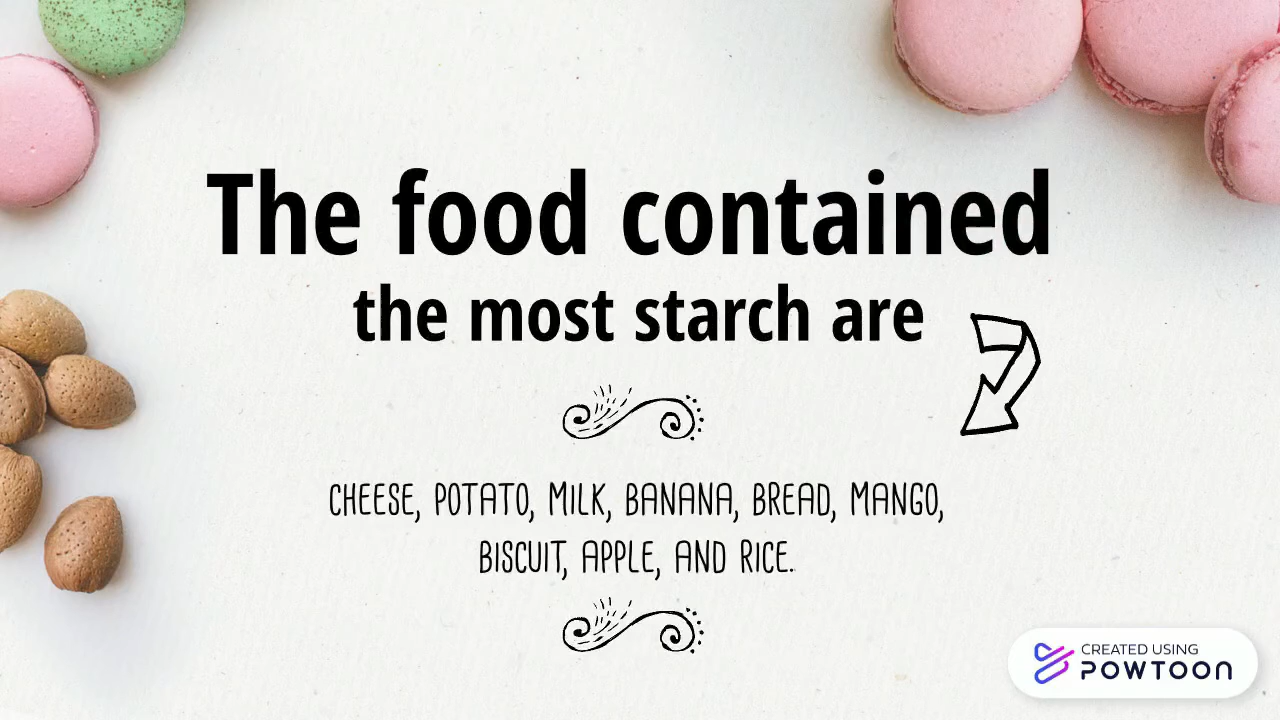 The food contained
the most starch are
CHEESE, POTATO, MILK, BANANA, BREAD, MANGO,
BISCUIT, APPLE, AND RICE.
CREATED USING
POWTOON